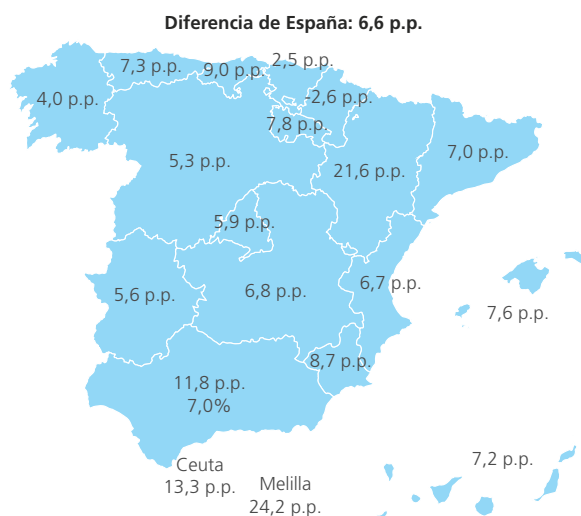 Diferencia de España: 6,6 p.p.
2,5 p.p.
7,3 p.p.
9,0 p.p.
4,0 p.p.
-2,6 p.p.
7,8 p.p.
7,0 p.p.
5,3 p.p.
21,6 p.p.
5,9 p.p.
6,7 p.p.
5,6 p.p.
6,8 p.p.
7,6 p.p.
8,7 p.p.
11,8 p.p.
7,0%
7,2 p.p.
Ceuta
13,3 p.p.
Melilla
24,2 p.p.